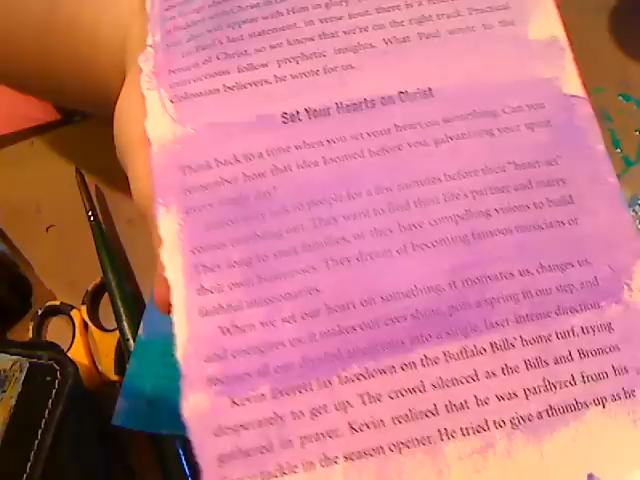 will appear with Him in glory
Paul's last statement, in verse four, there is a
return of Christ, so we know that we're on the right track. Practical
convictions follow prophetic insights. What Paul wrote to the
Colossian believers, he wrote for us.
Set Your Hearts on Christ
Think back to a time when you set your heart on something. Can you
remember how that idea loomed before you, galvanizing your spirit
every single day?
talk to people for a few minutes before their "heart-set"
comes out. They want to find their life's partner and marry.
They long to start families, or they have compelling visions to build
their own businesses. They dream of becoming famous musicians or
faithful missionaries.
When we set our heart on something, it motivates us, changes us,
and energizes us; it makes our eyes shine, puts a spring in our step, and
focuses all our divided attentions into a single, laser-intense direction.
Kevin Everett lay facedown on the Buffalo Bills' home turf, trying
desperately to get up. The crowd silenced as the Bills and Broncos
gathered in prayer. Kevin realized that he was paralyzed from his
tackle in the season opener. He tried to give a thumbs-up as he